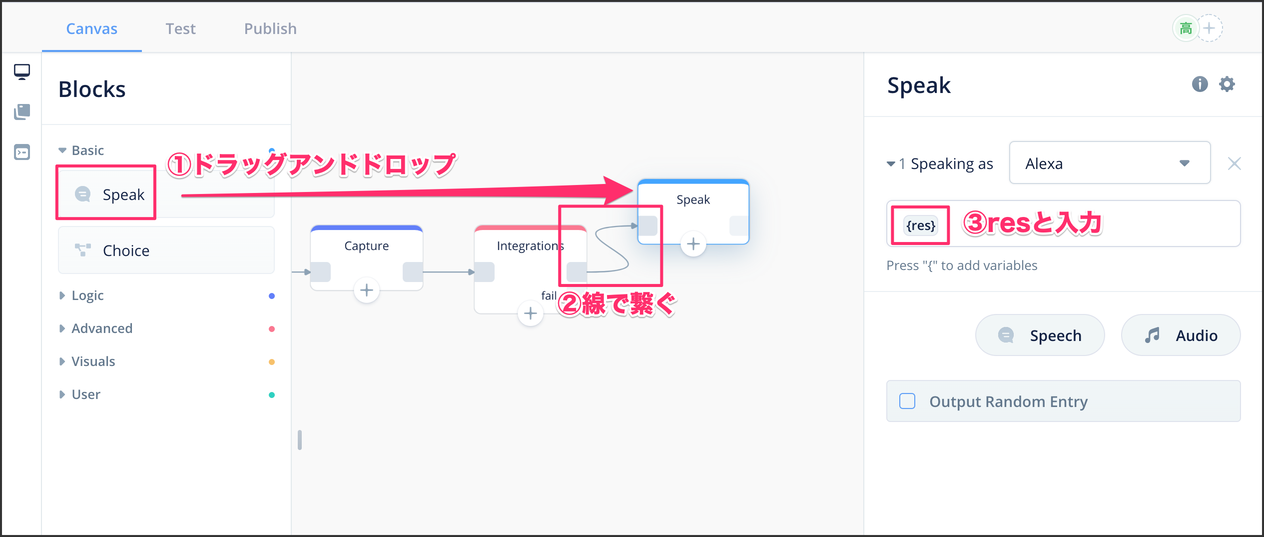 Canvas
Test
Publish
高
Blocks
Basic
①ドラッグアンドドロップ
Speak
Choice
Logic
Advanced
Visuals
User
Capture
Integrations
fail
②線で繋ぐ
Speak
Speak
1 Speaking as
Alexa
{res}
③resと入力
Press "{" to add variables
Speech
Audio
Output Random Entry